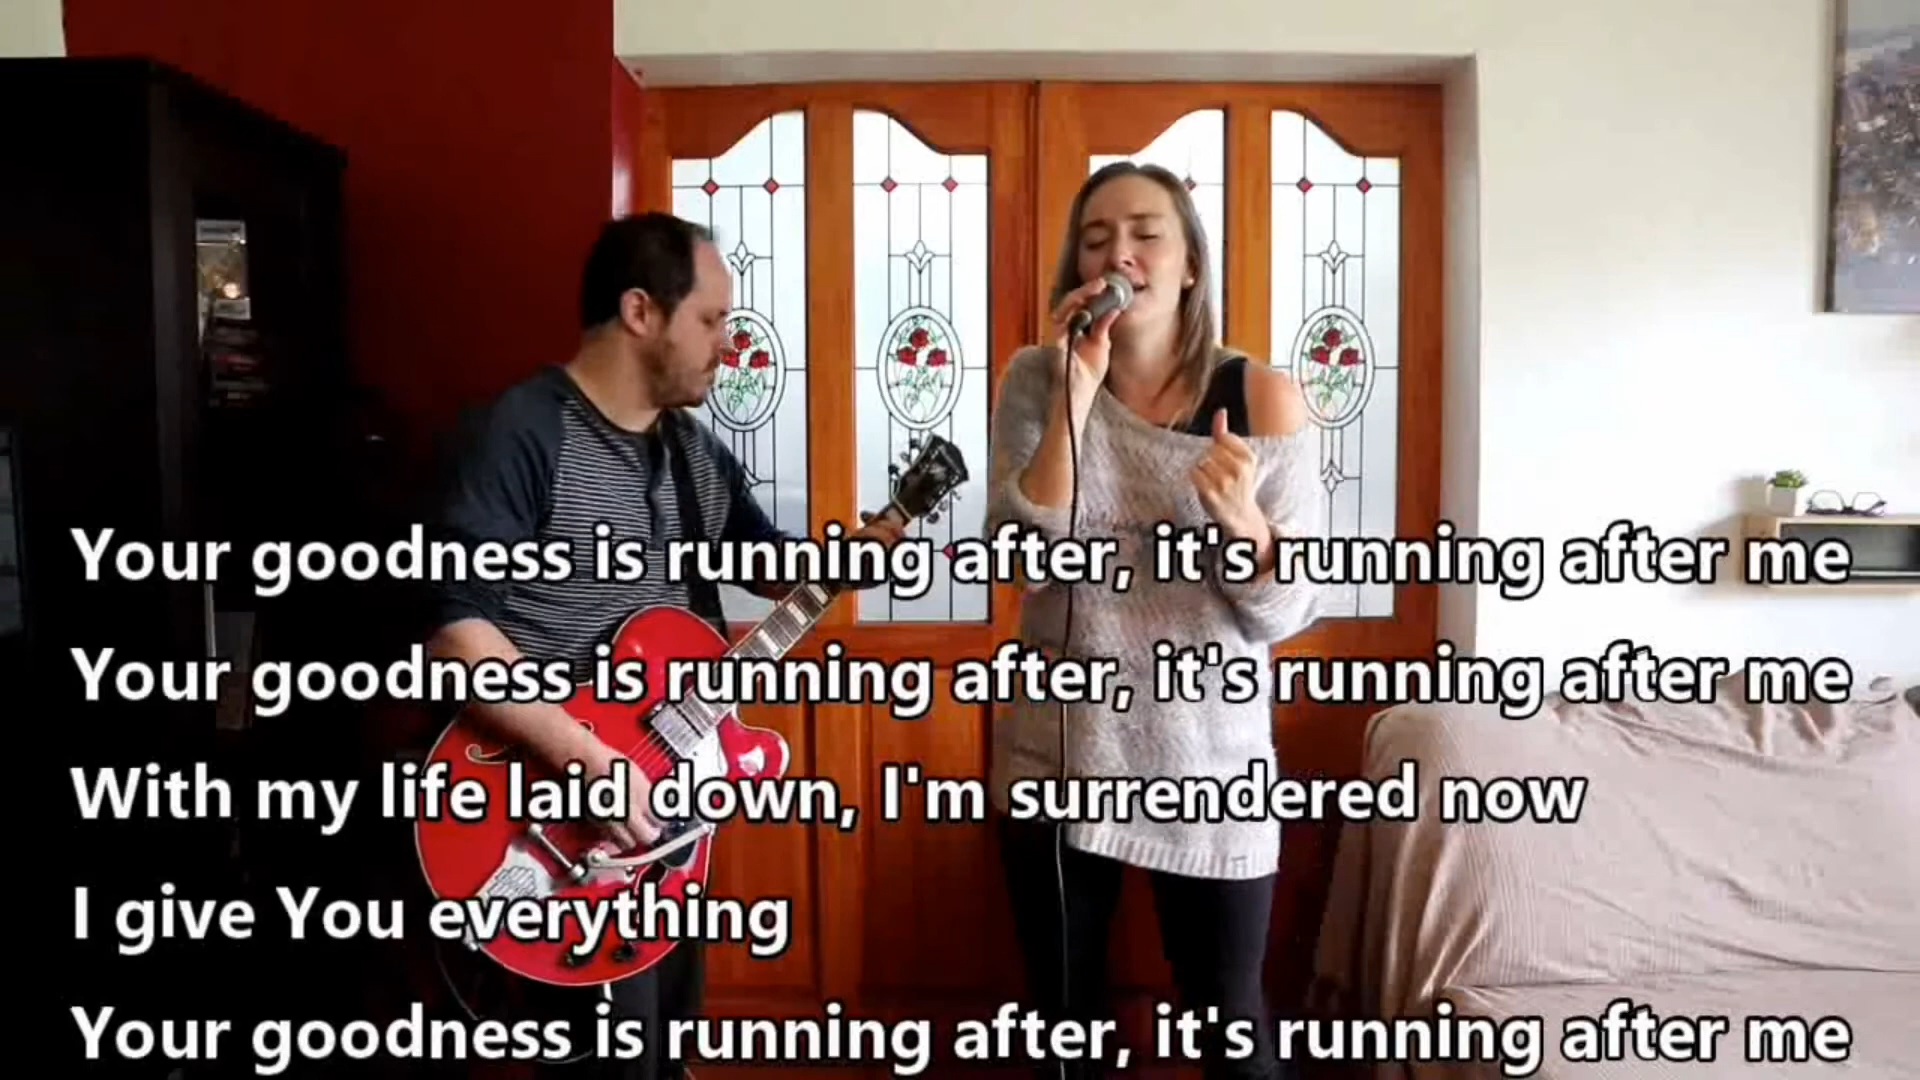 Your goodness is running after, it's running after me
Your goodness is running after, it's running after me
With my life laid down, I'm surrendered now
I give You everything
Your goodness is running after, it's running after me